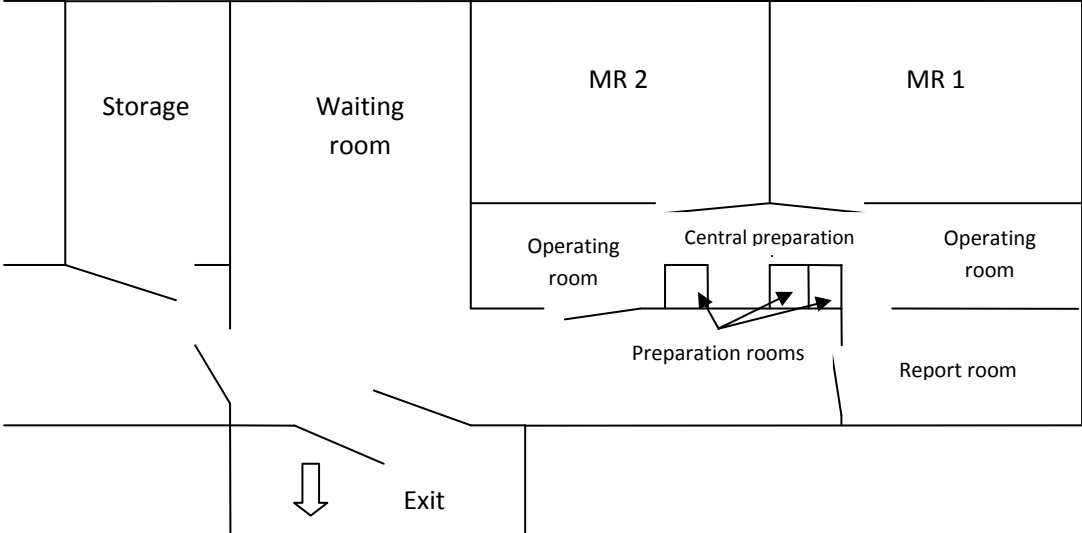 MR 2
MR 1
Storage
Waiting
room
Operating
room
Central preparation
Operating
room
Preparation rooms
Report room
Exit